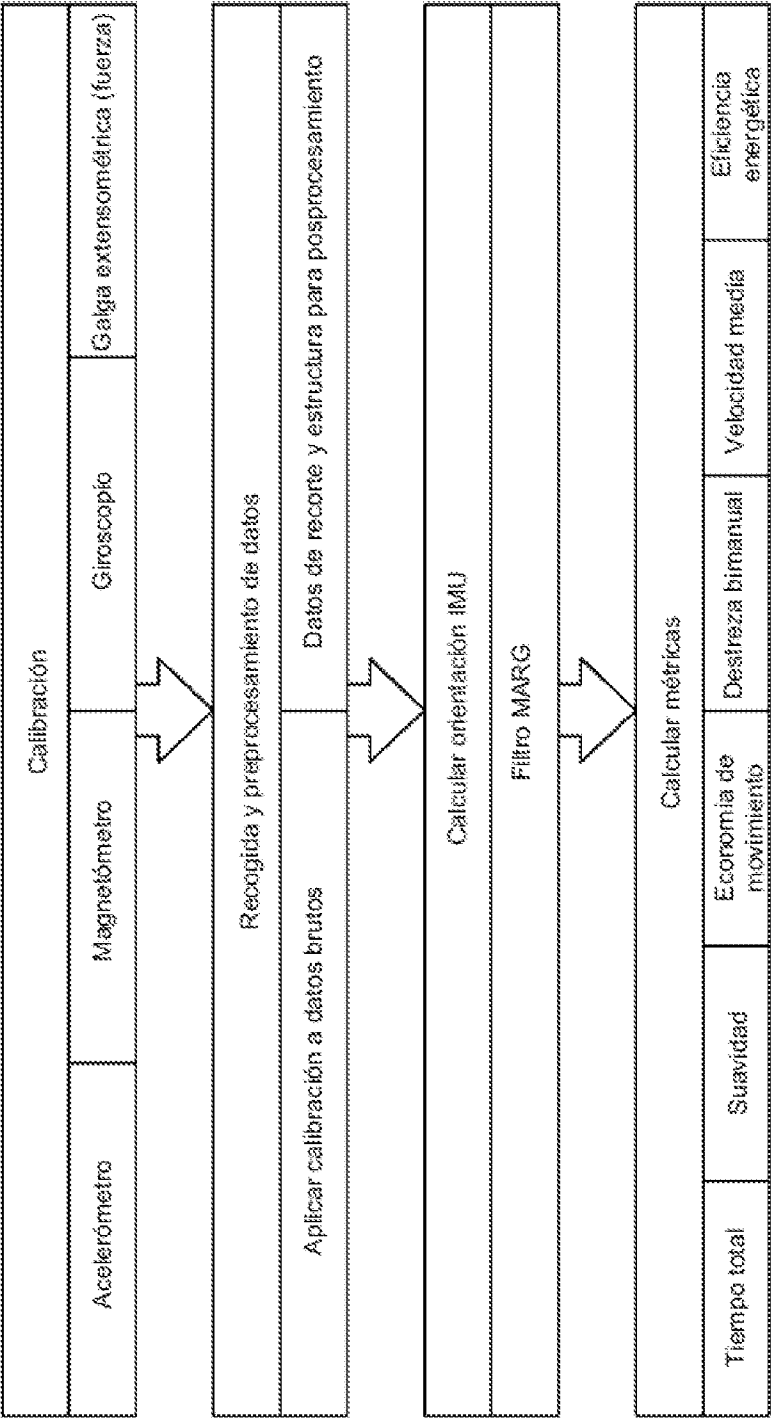 Calibración
Acelerómetro
Magnetómetro
Giroscopio
Galga extensométrica (fuerza)
Recogida y preprocesamiento de datos
Aplicar calibración a datos brutos
Datos de recorte y estructura para posprocesamiento
Calcular orientación IMU
Filtro MARG
Calcular métricas
Tiempo total
Suavidad
Economía de
movimiento
Destreza bimanual
Velocidad media
Eficiencia
energética